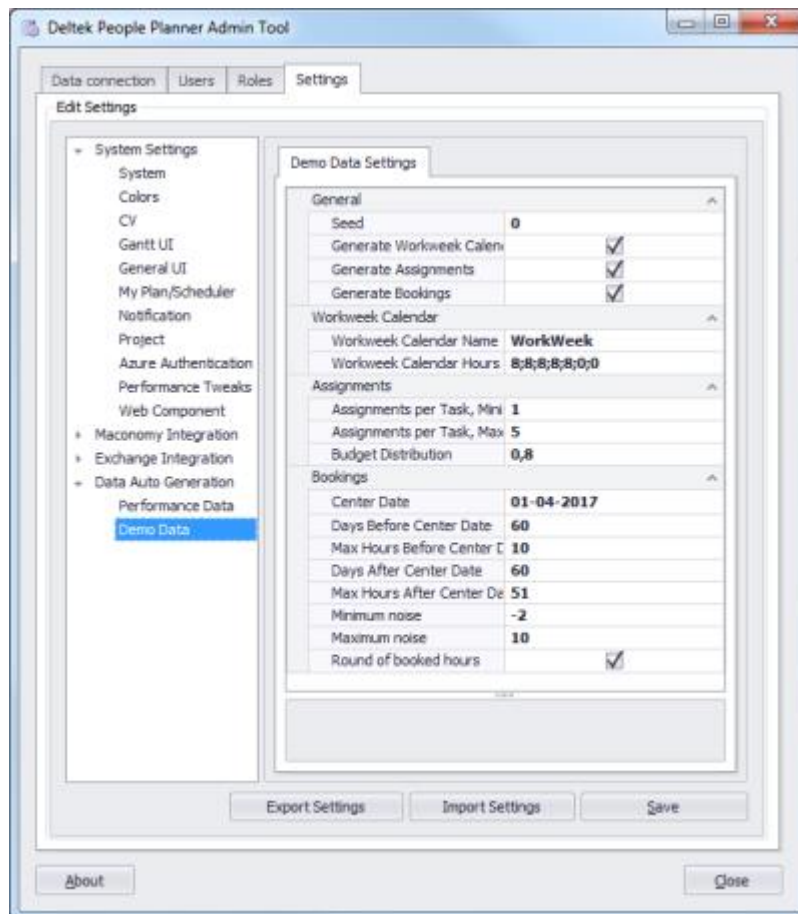 Deltek People Planner Admin Tool
Data connection Users Roles Settings
Edit Settings
System Settings
System
Colors
CV
Gantt UI
General UI
My Plan/Scheduler
Notification
Project
Azure Authentication
Performance Tweaks
Web Component
Maconomy Integration
Exchange Integration
Data Auto Generation
Performance Data
Demo Data
Demo Data Settings
General
Seed 0
Generate Workweek Calen
Generate Assignments
Generate Bookings
Workweek Calendar
Workweek Calendar Name WorkWeek
Workweek Calendar Hours 8;8;8;8;8;0;0
Assignments
Assignments per Task, Mini 1
Assignments per Task, Max 5
Budget Distribution 0,8
Bookings
Center Date 01-04-2017
Days Before Center Date 60
Max Hours Before Center D 10
Days After Center Date 60
Max Hours After Center Da 51
Minimum noise -2
Maximum noise 10
Round of booked hours
Export Settings Import Settings Save
About Close